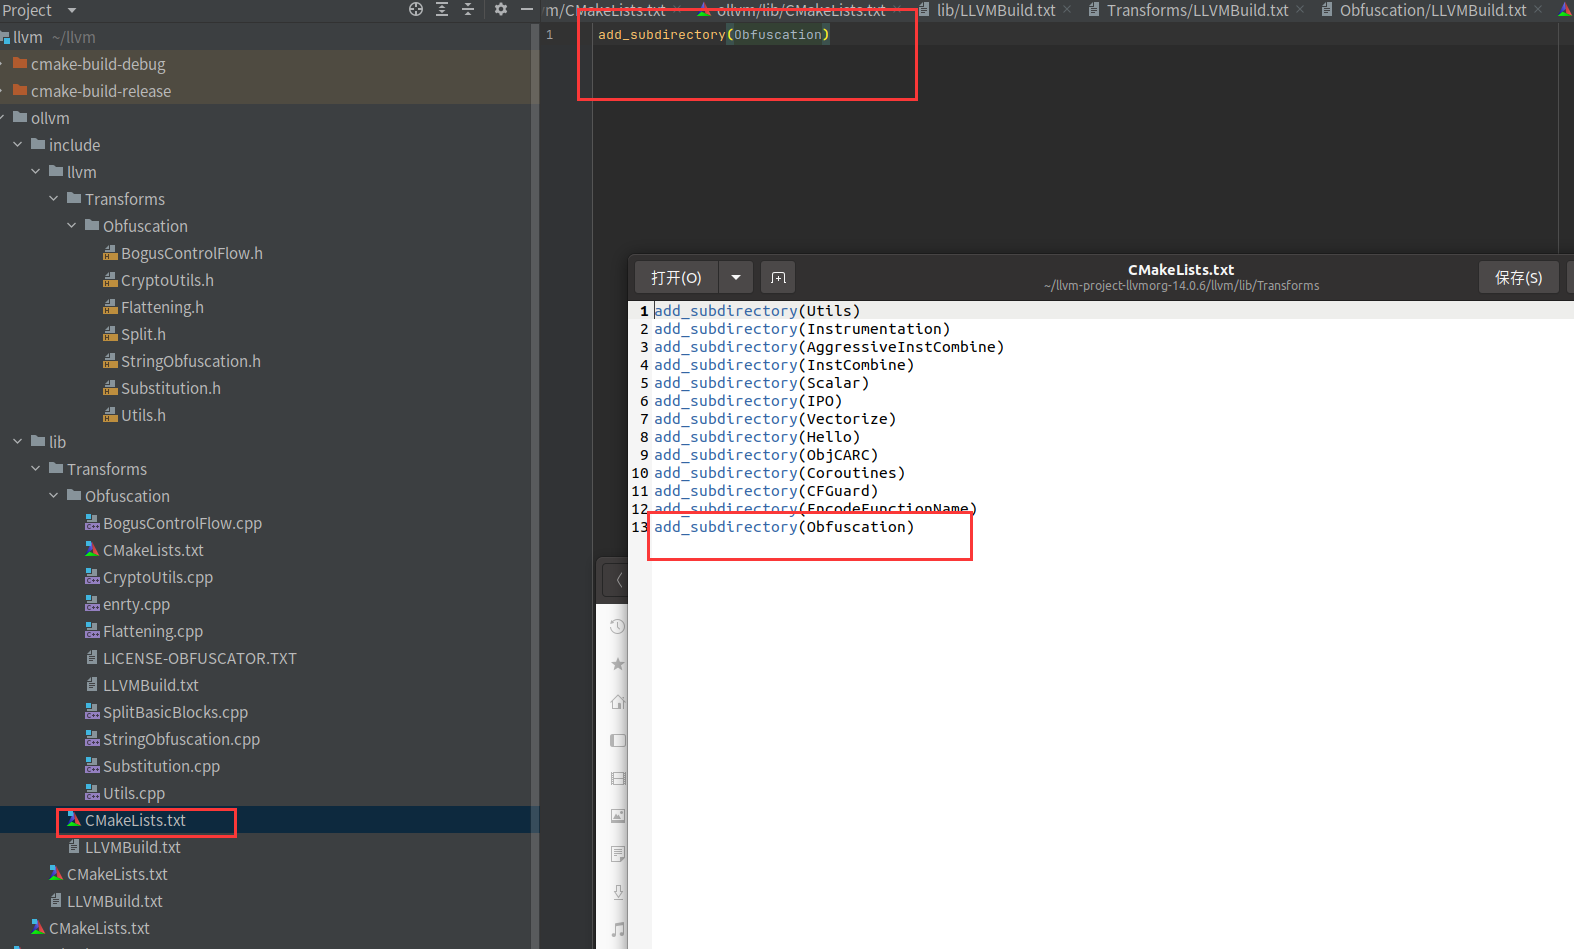 Project
llvm ~/llvm
cmake-build-debug
cmake-build-release
ollvm
include
llvm
Transforms
Obfuscation
BogusControlFlow.h
CryptoUtils.h
Flattening.h
Split.h
StringObfuscation.h
Substitution.h
Utils.h
lib
Transforms
Obfuscation
BogusControlFlow.cpp
CMakeLists.txt
CryptoUtils.cpp
enrty.cpp
Flattening.cpp
LICENSE-OBFUSCATOR.TXT
LLVMBuild.txt
SplitBasicBlocks.cpp
StringObfuscation.cpp
Substitution.cpp
Utils.cpp
CMakeLists.txt
LLVMBuild.txt
CMakeLists.txt
LLVMBuild.txt
CMakeLists.txt
m/CMakeLists.txt ollvm/lib/CMakeLists.txt lib/LLVMBuild.txt Transforms/LLVMBuild.txt Obfuscation/LLVMBuild.txt
1 add_subdirectory(Obfuscation)
打开(O)
CMakeLists.txt
~/llvm-project-llvmorg-14.0.6/llvm/lib/Transforms
保存(S)
1 add_subdirectory(Utils)
2 add_subdirectory(Instrumentation)
3 add_subdirectory(AggressiveInstCombine)
4 add_subdirectory(InstCombine)
5 add_subdirectory(Scalar)
6 add_subdirectory(IPO)
7 add_subdirectory(Vectorize)
8 add_subdirectory(Hello)
9 add_subdirectory(ObjCARC)
10 add_subdirectory(Coroutines)
11 add_subdirectory(CFGuard)
12 add_subdirectory(EncodeFunctionName)
13 add_subdirectory(Obfuscation)